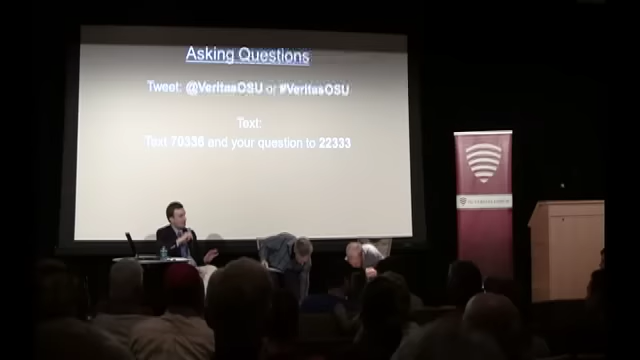 Asking Questions
Tweet: @VeritasOSU or #VeritasOSU
Text:
Text 70336 and your question to 22333